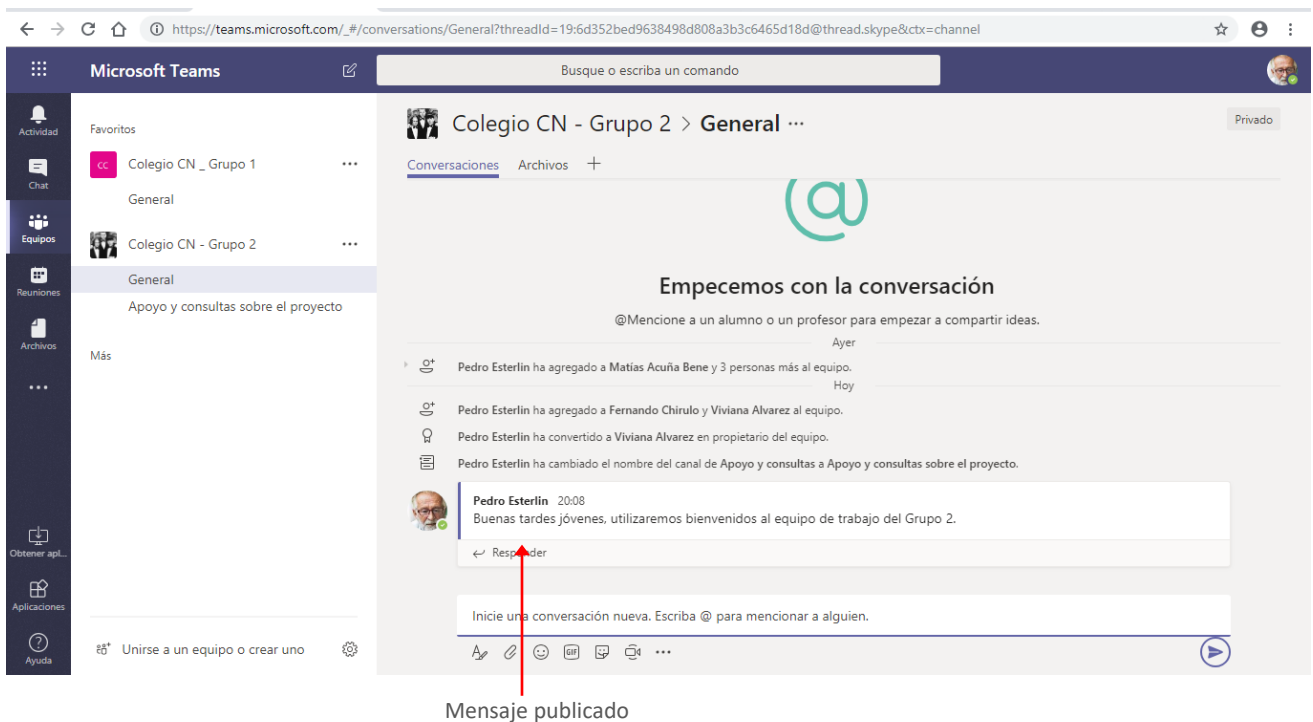 https://teams.microsoft.com/_#/conversations/General?threadId=19:6d352bed9638498d808a3b3c6465d18d@thread.skype&ctx=channel
Microsoft Teams
Busque o escriba un comando
Actividad
Chat
Equipos
Reuniones
Archivos
Obtener apl...
Aplicaciones
Ayuda
Favoritos
CC Colegio CN _ Grupo 1
General
Colegio CN - Grupo 2
General
Apoyo y consultas sobre el proyecto
Más
Unirse a un equipo o crear uno
Colegio CN - Grupo 2 > General ...
Privado
Conversaciones Archivos +
@
Empecemos con la conversación
@Mencione a un alumno o un profesor para empezar a compartir ideas.
Ayer
Pedro Esterlin ha agregado a Matías Acuña Bene y 3 personas más al equipo.
Hoy
Pedro Esterlin ha agregado a Fernando Chirulo y Viviana Alvarez al equipo.
Pedro Esterlin ha convertido a Viviana Alvarez en propietario del equipo.
Pedro Esterlin ha cambiado el nombre del canal de Apoyo y consultas a Apoyo y consultas sobre el proyecto.
Pedro Esterlin 20:08
Buenas tardes jóvenes, utilizaremos bienvenidos al equipo de trabajo del Grupo 2.
Responder
Inicie una conversación nueva. Escriba @ para mencionar a alguien.
GIF
Mensaje publicado